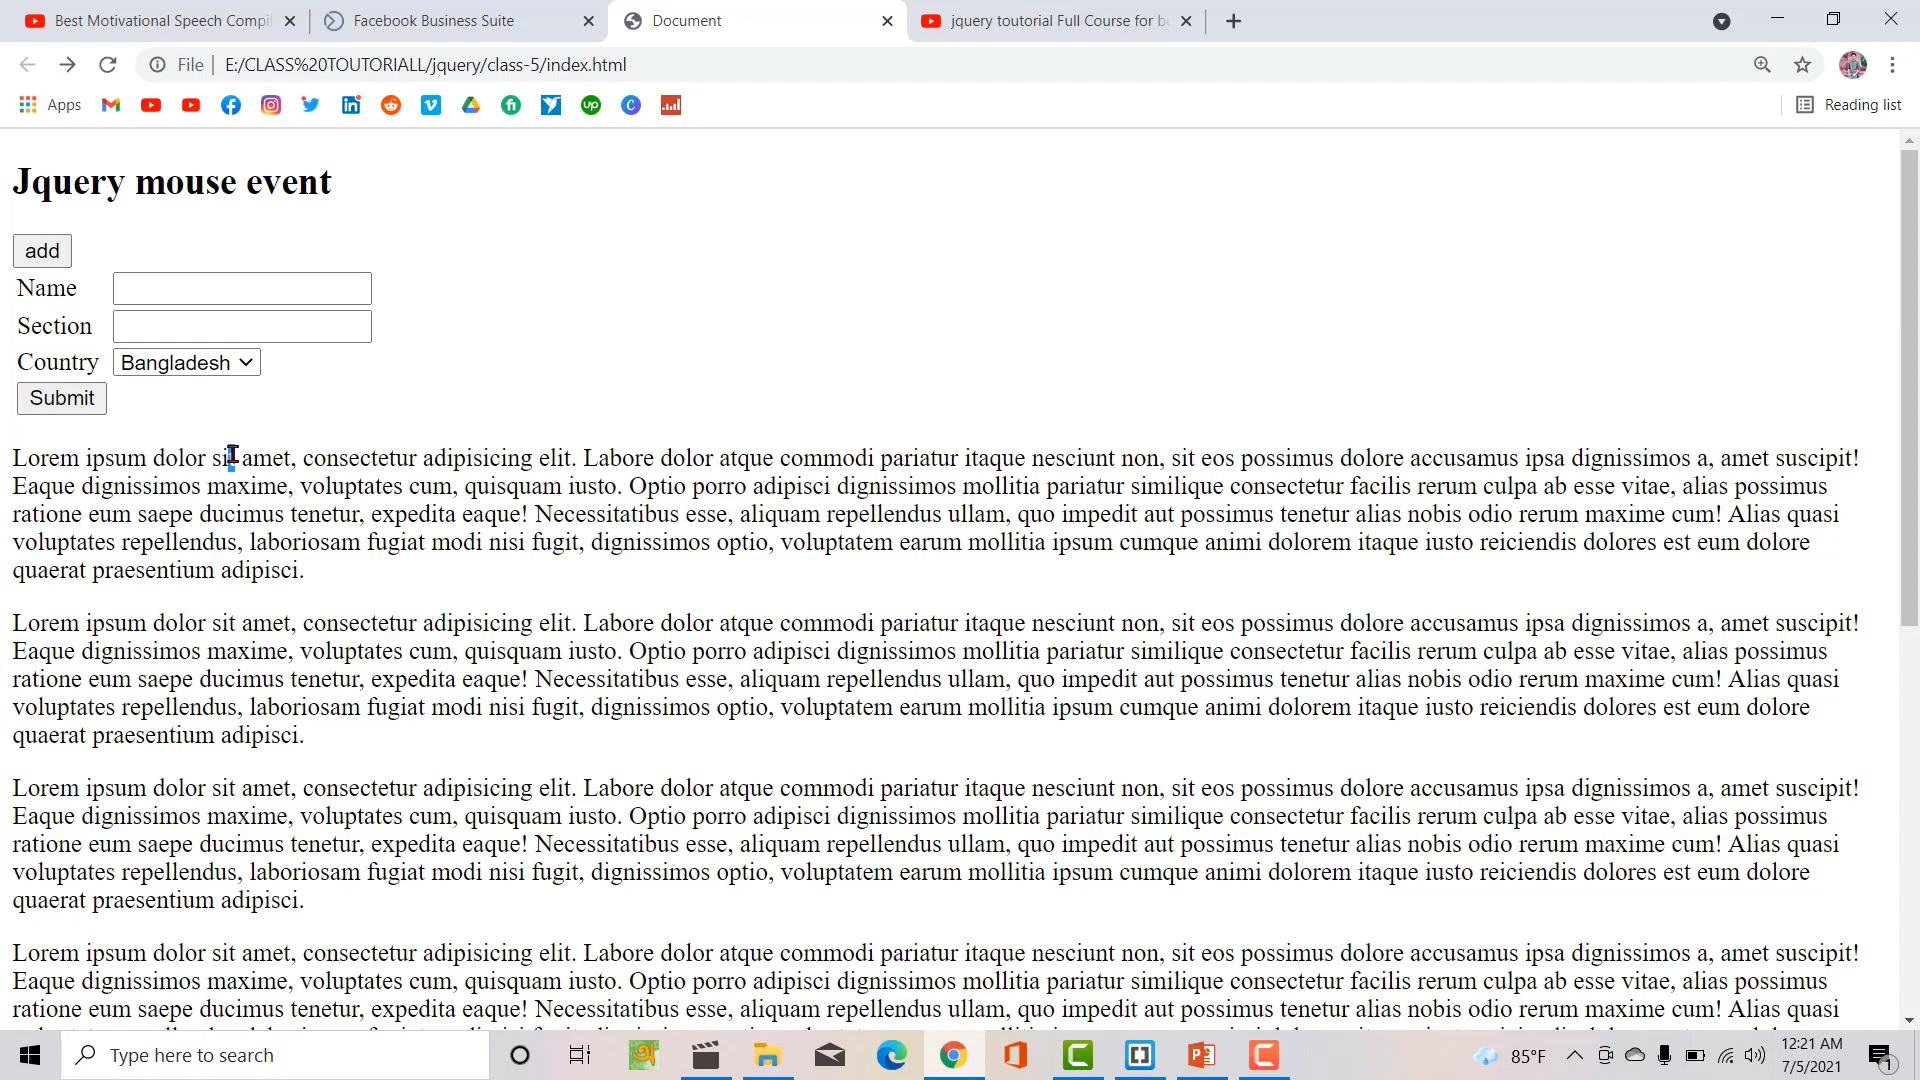 Best Motivational Speech Compil
Facebook Business Suite
Document
jquery toutorial Full Course for be
File
E:/CLASS%20TOUTORIALL/jquery/class-5/index.html
Apps
Reading list
Jquery mouse event
add
Name
Section
Country Bangladesh
Submit
Lorem ipsum dolor sit amet, consectetur adipisicing elit. Labore dolor atque commodi pariatur itaque nesciunt non, sit eos possimus dolore accusamus ipsa dignissimos a, amet suscipit!
Eaque dignissimos maxime, voluptates cum, quisquam iusto. Optio porro adipisci dignissimos mollitia pariatur similique consectetur facilis rerum culpa ab esse vitae, alias possimus
ratione eum saepe ducimus tenetur, expedita eaque! Necessitatibus esse, aliquam repellendus ullam, quo impedit aut possimus tenetur alias nobis odio rerum maxime cum! Alias quasi
voluptates repellendus, laboriosam fugiat modi nisi fugit, dignissimos optio, voluptatem earum mollitia ipsum cumque animi dolorem itaque iusto reiciendis dolores est eum dolore
quaerat praesentium adipisci.
Lorem ipsum dolor sit amet, consectetur adipisicing elit. Labore dolor atque commodi pariatur itaque nesciunt non, sit eos possimus dolore accusamus ipsa dignissimos a, amet suscipit!
Eaque dignissimos maxime, voluptates cum, quisquam iusto. Optio porro adipisci dignissimos mollitia pariatur similique consectetur facilis rerum culpa ab esse vitae, alias possimus
ratione eum saepe ducimus tenetur, expedita eaque! Necessitatibus esse, aliquam repellendus ullam, quo impedit aut possimus tenetur alias nobis odio rerum maxime cum! Alias quasi
voluptates repellendus, laboriosam fugiat modi nisi fugit, dignissimos optio, voluptatem earum mollitia ipsum cumque animi dolorem itaque iusto reiciendis dolores est eum dolore
quaerat praesentium adipisci.
Lorem ipsum dolor sit amet, consectetur adipisicing elit. Labore dolor atque commodi pariatur itaque nesciunt non, sit eos possimus dolore accusamus ipsa dignissimos a, amet suscipit!
Eaque dignissimos maxime, voluptates cum, quisquam iusto. Optio porro adipisci dignissimos mollitia pariatur similique consectetur facilis rerum culpa ab esse vitae, alias possimus
ratione eum saepe ducimus tenetur, expedita eaque! Necessitatibus esse, aliquam repellendus ullam, quo impedit aut possimus tenetur alias nobis odio rerum maxime cum! Alias quasi
voluptates repellendus, laboriosam fugiat modi nisi fugit, dignissimos optio, voluptatem earum mollitia ipsum cumque animi dolorem itaque iusto reiciendis dolores est eum dolore
quaerat praesentium adipisci.
Lorem ipsum dolor sit amet, consectetur adipisicing elit. Labore dolor atque commodi pariatur itaque nesciunt non, sit eos possimus dolore accusamus ipsa dignissimos a, amet suscipit!
Eaque dignissimos maxime, voluptates cum, quisquam iusto. Optio porro adipisci dignissimos mollitia pariatur similique consectetur facilis rerum culpa ab esse vitae, alias possimus
ratione eum saepe ducimus tenetur, expedita eaque! Necessitatibus esse, aliquam repellendus ullam, quo impedit aut possimus tenetur alias nobis odio rerum maxime cum! Alias quasi
Type here to search
85°F
12:21 AM
7/5/2021
1